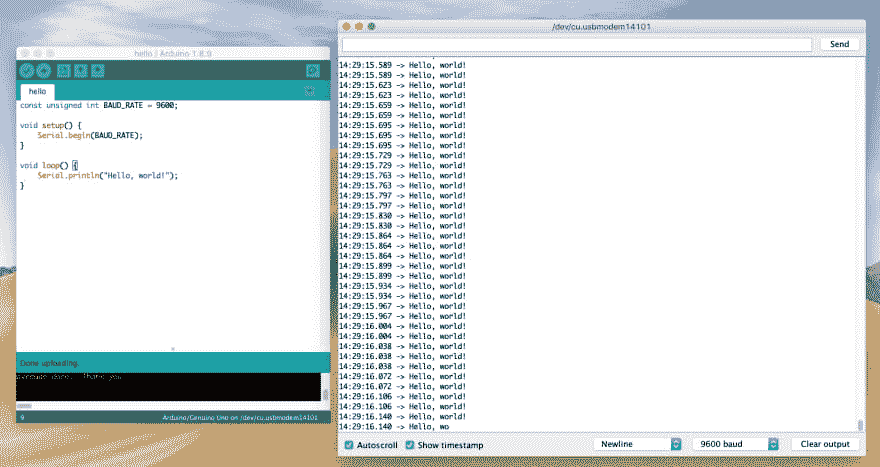 hello | Arduino 1.8.9
hello
const unsigned int BAUD_RATE = 9600;
void setup() {
Serial.begin(BAUD_RATE);
}
void loop() {
Serial.println("Hello, world!");
}
Done uploading.
avrdude done. Thank you.
9
Arduino/Genuino Uno on /dev/cu.usbmodem14101
/dev/cu.usbmodem14101
Send
14:29:15.589 -> Hello, world!
14:29:15.589 -> Hello, world!
14:29:15.623 -> Hello, world!
14:29:15.623 -> Hello, world!
14:29:15.659 -> Hello, world!
14:29:15.659 -> Hello, world!
14:29:15.695 -> Hello, world!
14:29:15.695 -> Hello, world!
14:29:15.695 -> Hello, world!
14:29:15.729 -> Hello, world!
14:29:15.729 -> Hello, world!
14:29:15.763 -> Hello, world!
14:29:15.763 -> Hello, world!
14:29:15.797 -> Hello, world!
14:29:15.797 -> Hello, world!
14:29:15.830 -> Hello, world!
14:29:15.830 -> Hello, world!
14:29:15.864 -> Hello, world!
14:29:15.864 -> Hello, world!
14:29:15.864 -> Hello, world!
14:29:15.899 -> Hello, world!
14:29:15.899 -> Hello, world!
14:29:15.934 -> Hello, world!
14:29:15.934 -> Hello, world!
14:29:15.967 -> Hello, world!
14:29:15.967 -> Hello, world!
14:29:16.004 -> Hello, world!
14:29:16.004 -> Hello, world!
14:29:16.038 -> Hello, world!
14:29:16.038 -> Hello, world!
14:29:16.038 -> Hello, world!
14:29:16.072 -> Hello, world!
14:29:16.072 -> Hello, world!
14:29:16.106 -> Hello, world!
14:29:16.106 -> Hello, world!
14:29:16.140 -> Hello, world!
14:29:16.140 -> Hello, wo
Autoscroll
Show timestamp
Newline
9600 baud
Clear output